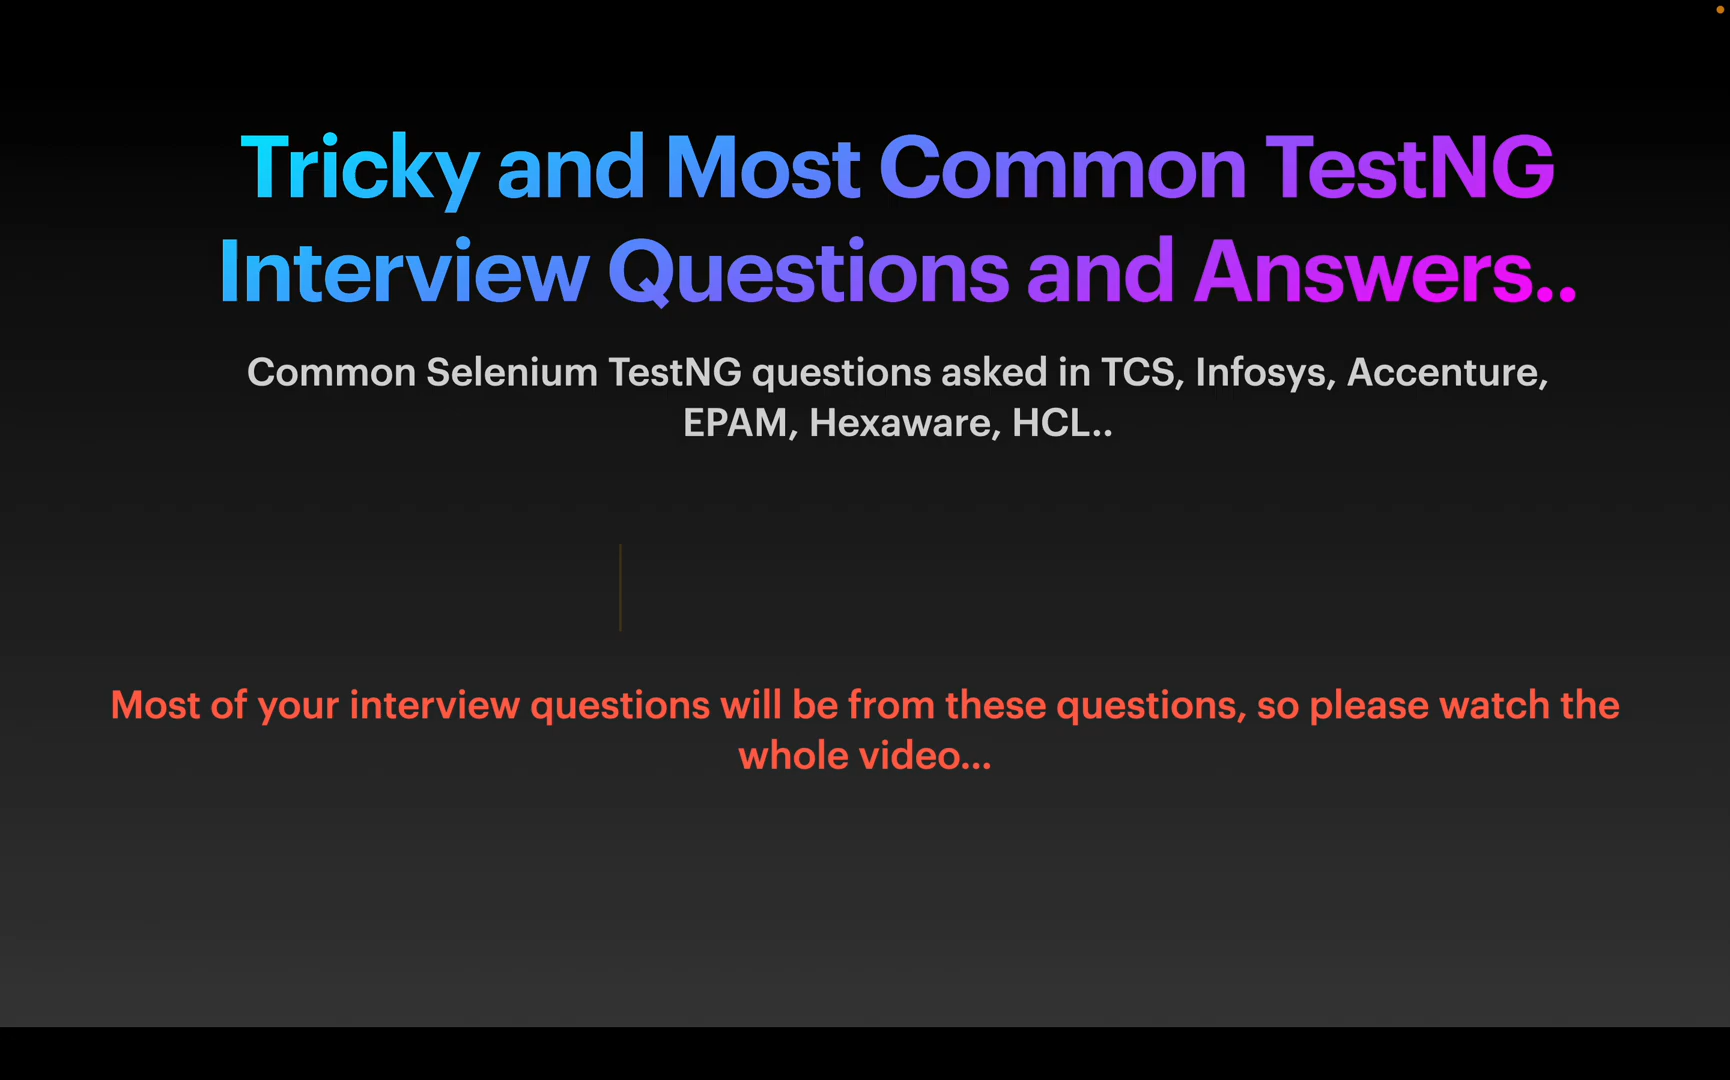 Tricky and Most Common TestNG
Interview Questions and Answers..
Common Selenium TestNG questions asked in TCS, Infosys, Accenture,
EPAM, Hexaware, HCL..
Most of your interview questions will be from these questions, so please watch the
whole video...